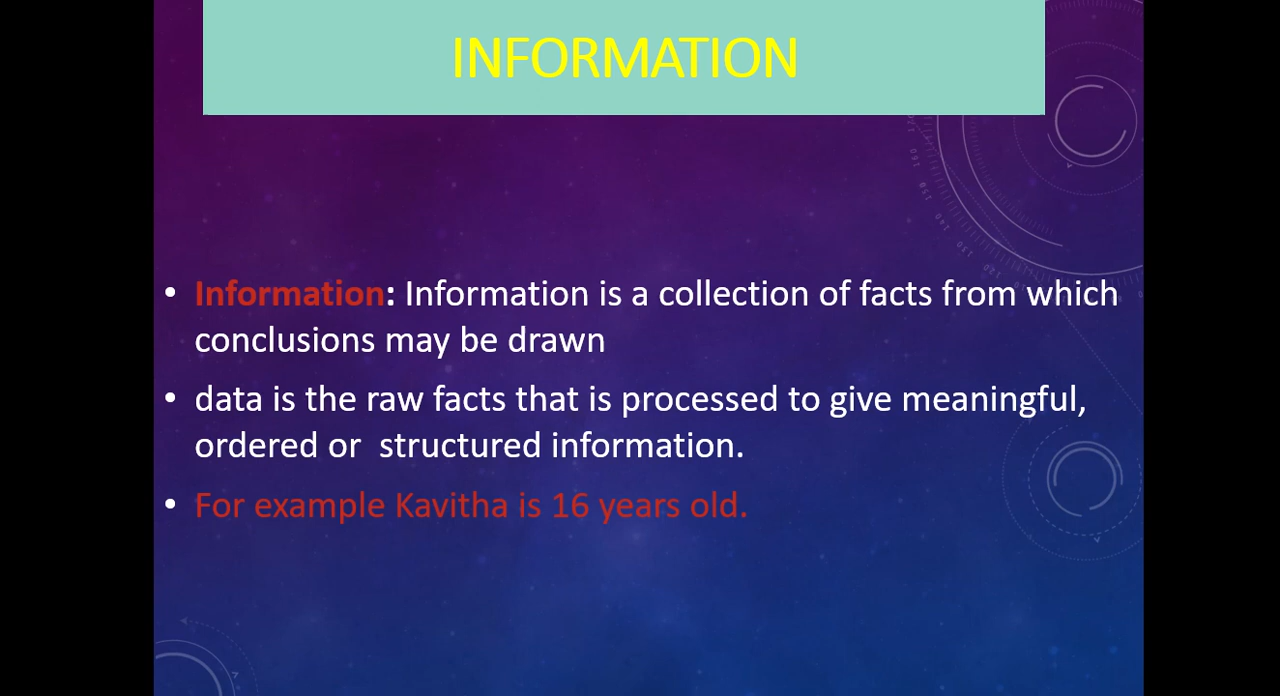 INFORMATION
• Information: Information is a collection of facts from which
conclusions may be drawn
• data is the raw facts that is processed to give meaningful,
ordered or  structured information.
• For example Kavitha is 16 years old.